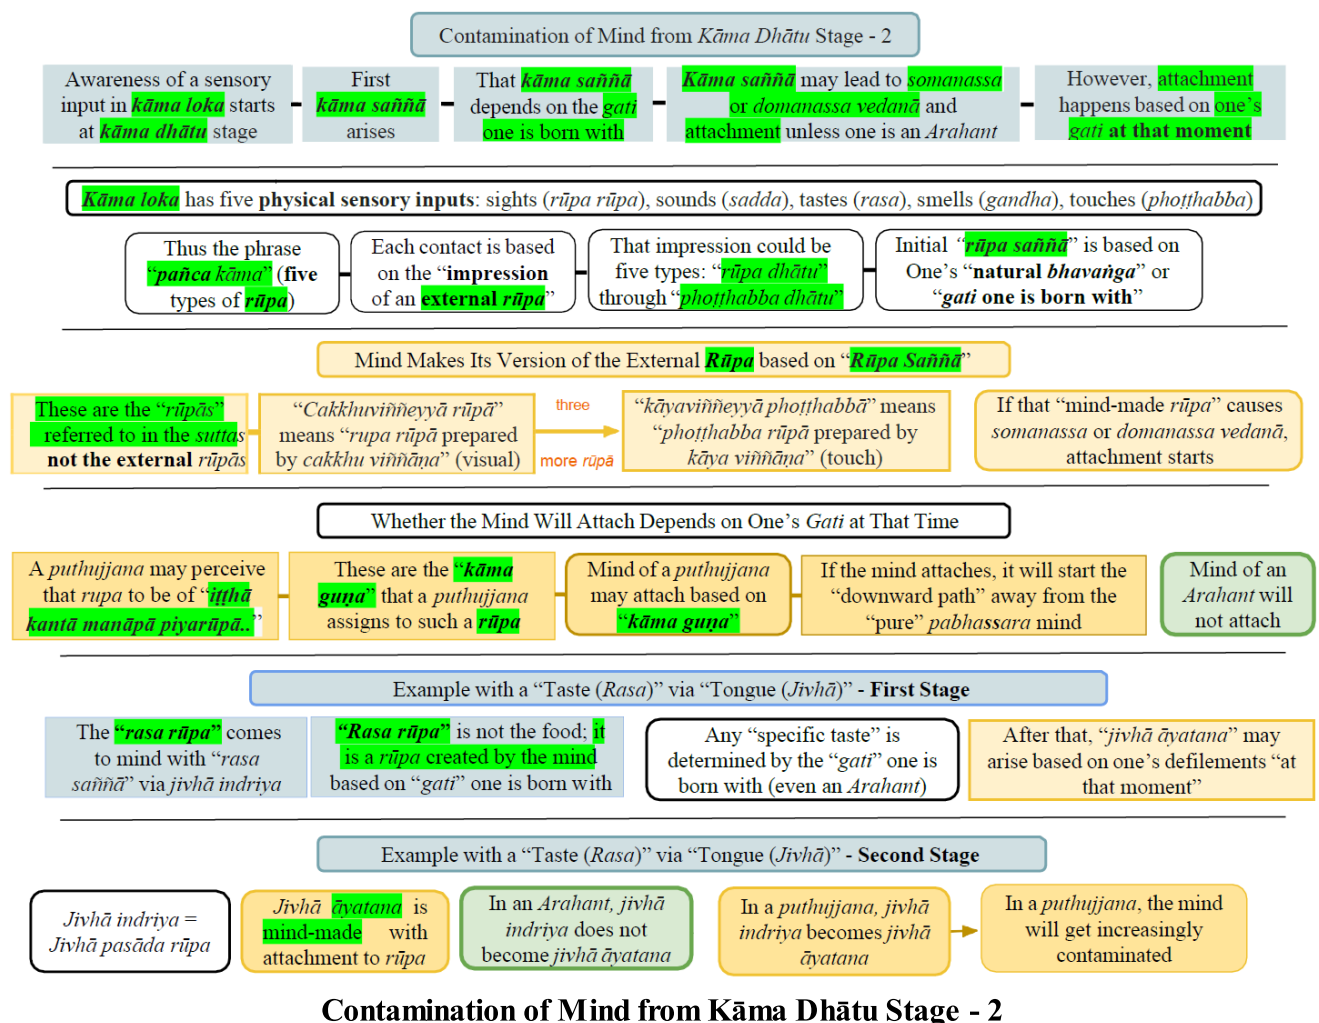 Contamination of Mind from Kāma Dhātu Stage - 2
Awareness of a sensory
input in kāma loka starts
at kāma dhātu stage
First
kāma saññā
arises
That kāma saññā
depends on the gati
one is born with
Kāma saññā may lead to somanassa
or domanassa vedanā and
attachment unless one is an Arahant
However, attachment
happens based on one's
gati at that moment
Kāma loka has five physical sensory inputs: sights (rūpa rūpa), sounds (sadda), tastes (rasa), smells (gandha), touches (phoṭṭhabba)
Thus the phrase
“pañca kāma” (five
types of rūpa)
Each contact is based
on the “impression
of an external rūpa”
That impression could be
five types: “rūpa dhātu”
through “phoṭṭhabba dhātu”
Initial “rūpa saññā” is based on
One's “natural bhavaṅga” or
“gati one is born with”
Mind Makes Its Version of the External Rūpa based on “Rūpa Saññā”
These are the “rūpās”
referred to in the suttas
not the external rūpās
“Cakkhuviññeyyā rūpā”
means “rupa rūpā prepared
by cakkhu viññāṇa” (visual)
three
more rūpā
“kāyaviññeyyā phoṭṭhabbā” means
“phoṭṭhabba rūpā prepared by
kāya viññāṇa” (touch)
If that “mind-made rūpa” causes
somanassa or domanassa vedanā,
attachment starts
Whether the Mind Will Attach Depends on One's Gati at That Time
A puthujjana may perceive
that rupa to be of “iṭṭhā
kantā manāpā piyarūpā..”
These are the “kāma
guṇa” that a puthujjana
assigns to such a rūpa
Mind of a puthujjana
may attach based on
“kāma guṇa”
If the mind attaches, it will start the
“downward path” away from the
“pure” pabhassara mind
Mind of an
Arahant will
not attach
Example with a “Taste (Rasa)” via “Tongue (Jivhā)” - First Stage
The “rasa rūpa” comes
to mind with “rasa
saññā” via jivhā indriya
“Rasa rūpa” is not the food; it
is a rūpa created by the mind
based on “gati” one is born with
Any “specific taste” is
determined by the “gati” one is
born with (even an Arahant)
After that, “jivhā āyatana” may
arise based on one's defilements “at
that moment”
Example with a “Taste (Rasa)” via “Tongue (Jivhā)” - Second Stage
Jivhā indriya =
Jivhā pasāda rūpa
Jivhā āyatana is
mind-made with
attachment to rūpa
In an Arahant, jivhā
indriya does not
become jivhā āyatana
In a puthujjana, jivhā
indriya becomes jivhā
āyatana
In a puthujjana, the mind
will get increasingly
contaminated
Contamination of Mind from Kāma Dhātu Stage - 2